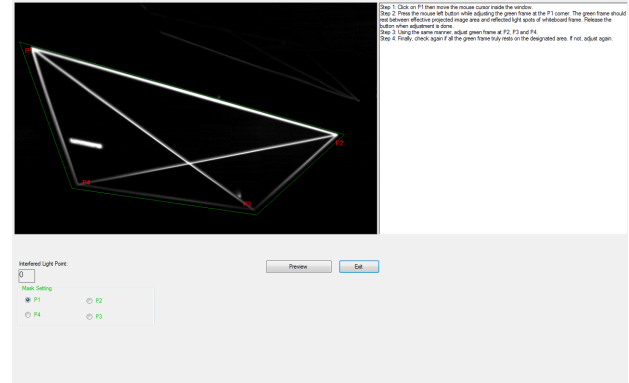 Step 1: Click on P1 then move the mouse cursor inside the window.
Step 2: Press the mouse left button while adjusting the green frame at the P1 corner. The green frame should
rest between effective projected image area and reflected light spots of whiteboard frame. Release the
button when adjustment is done.
Step 3: Using the same manner, adjust green frame at P2, P3 and P4.
Step 4: Finally, check again if all the green frame truly rests on the designated area. If not, adjust again.
P1
P2
P4
P3
Interfered Light Point:
0
Preview
Exit
Mask Setting
P1
P2
P4
P3